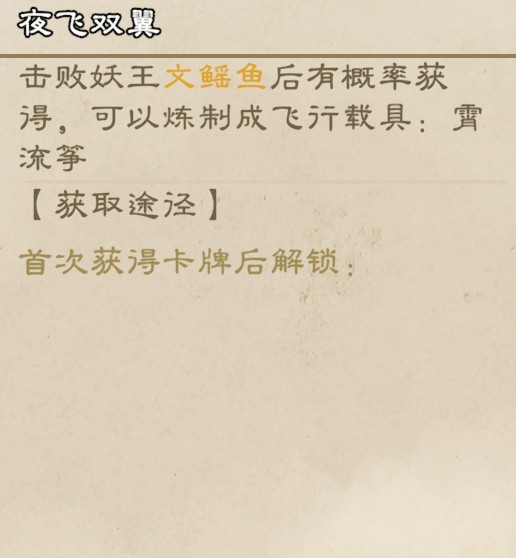 夜飞双翼
击败妖王文鳐鱼后有概率获
得，可以炼制成飞行载具：霄
流筝
【获取途径】
首次获得卡牌后解锁：